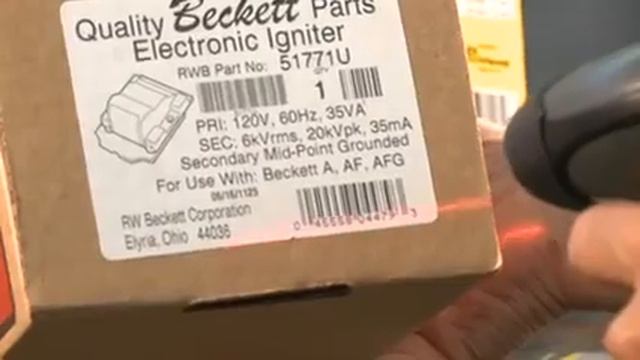 Quality Beckett Parts
Electronic Igniter
RWB Part No: 51771U
QTY
1
PRI: 120V, 60Hz, 35VA
SEC: 6kVrms, 20kVpk, 35mA
Secondary Mid-Point Grounded
For Use With: Beckett A, AF, AFG
RW Beckett Corporation
Elyria, Ohio 44036